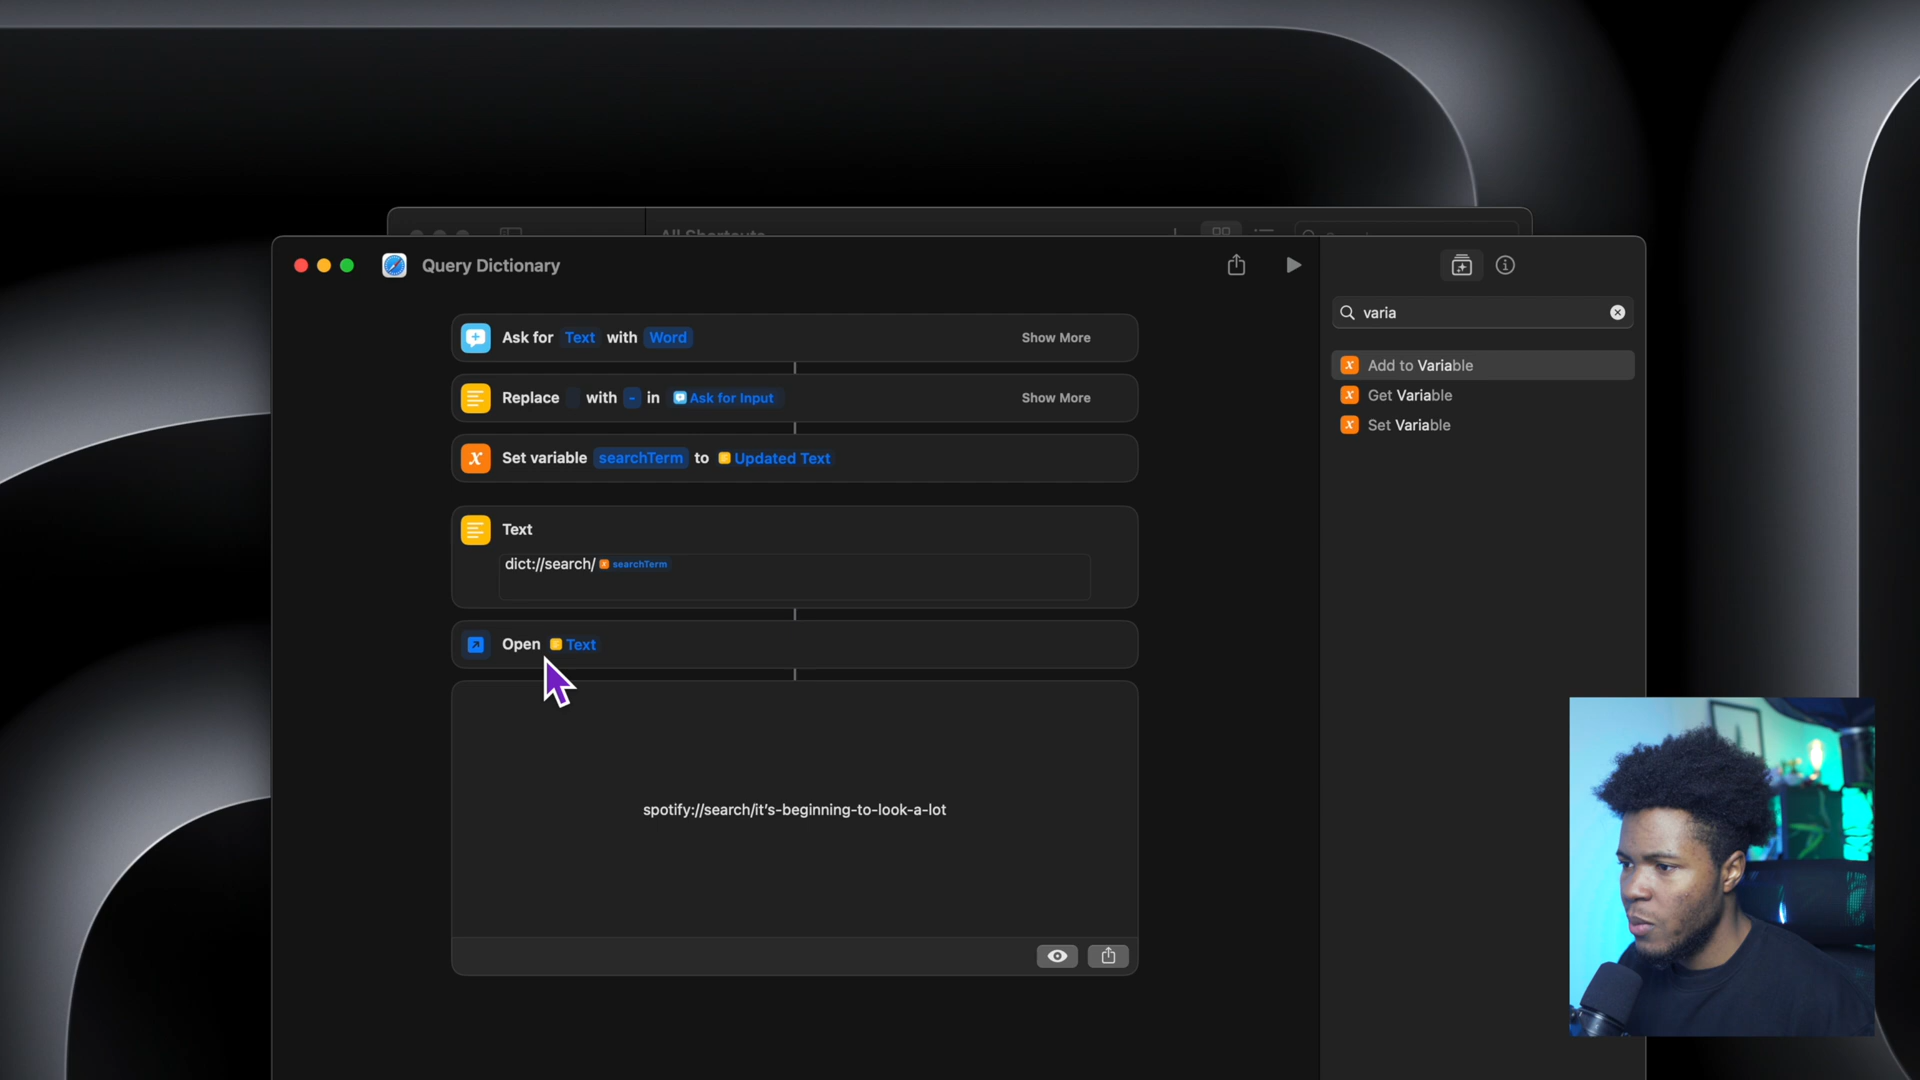 All Shortcuts
Query Dictionary
Ask for Text with Word
Show More
Replace with - in Ask for Input
Show More
Set variable searchTerm to Updated Text
Text
dict://search/ searchTerm
Open Text
spotify://search/it’s-beginning-to-look-a-lot
varia
Add to Variable
Get Variable
Set Variable